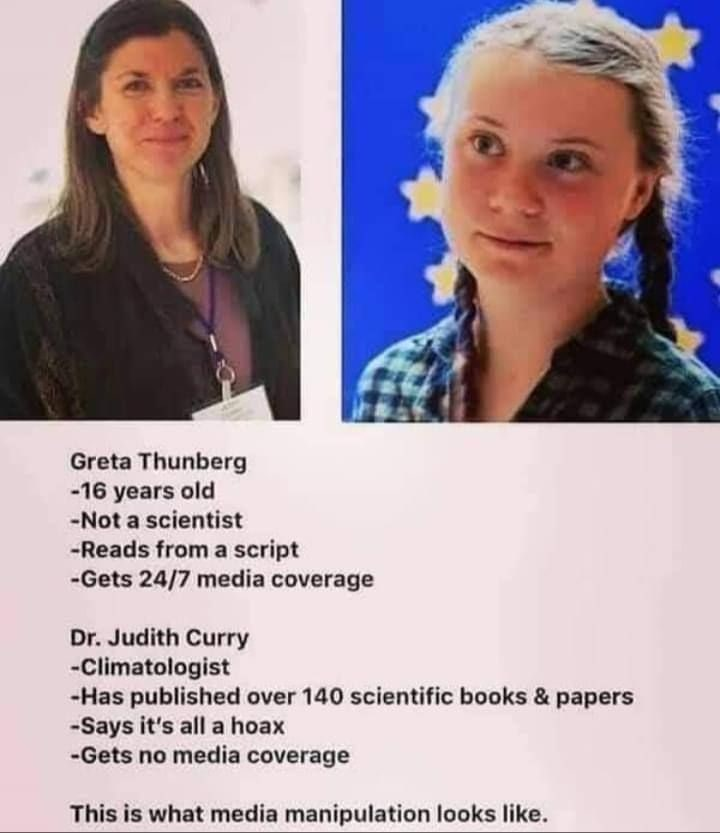 Greta Thunberg
-16 years old
-Not a scientist
-Reads from a script
-Gets 24/7 media coverage
Dr. Judith Curry
-Climatologist
-Has published over 140 scientific books & papers
-Says it's all a hoax
-Gets no media coverage
This is what media manipulation looks like.